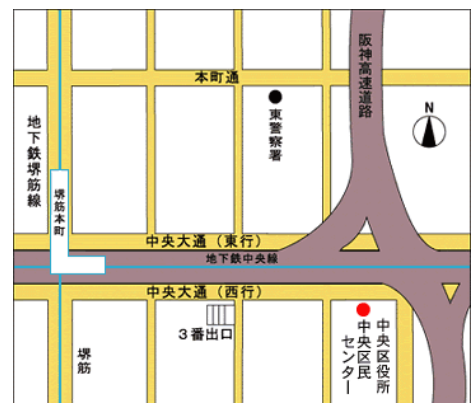 本町通
阪神高速道路
東警察署
N
地下鉄堺筋線
堺筋本町
中央大通（東行）
地下鉄中央線
中央大通（西行）
3番出口
堺筋
中央区役所
中央区民
センター